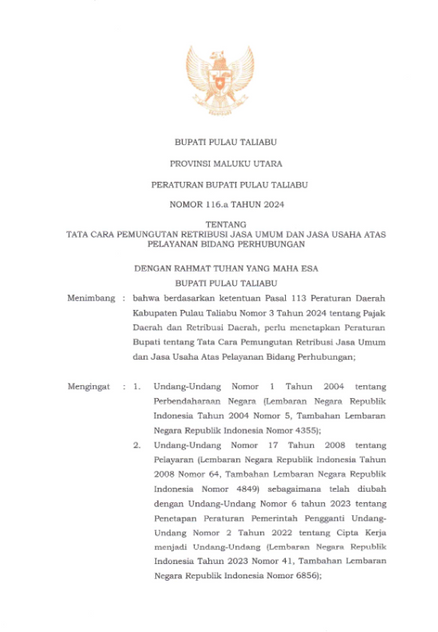 BUPATI PULAU TALIABU
PROVINSI MALUKU UTARA
PERATURAN BUPATI PULAU TALIABU
NOMOR 116.a TAHUN 2024
TENTANG
TATA CARA PEMUNGUTAN RETRIBUSI JASA UMUM DAN JASA USAHA ATAS
PELAYANAN BIDANG PERHUBUNGAN
DENGAN RAHMAT TUHAN YANG MAHA ESA
BUPATI PULAU TALIABU
Menimbang : bahwa berdasarkan ketentuan Pasal 113 Peraturan Daerah
Kabupaten Pulau Taliabu Nomor 3 Tahun 2024 tentang Pajak
Daerah dan Retribusi Daerah, perlu menetapkan Peraturan
Bupati tentang Tata Cara Pemungutan Retribusi Jasa Umum
dan Jasa Usaha Atas Pelayanan Bidang Perhubungan;
Mengingat : 1. Undang-Undang Nomor 1 Tahun 2004 tentang
Perbendaharaan Negara (Lembaran Negara Republik
Indonesia Tahun 2004 Nomor 5, Tambahan Lembaran
Negara Republik Indonesia Nomor 4355);
2. Undang-Undang Nomor 17 Tahun 2008 tentang
Pelayaran (Lembaran Negara Republik Indonesia Tahun
2008 Nomor 64, Tambahan Lembaran Negara Republik
Indonesia Nomor 4849) sebagaimana telah diubah
dengan Undang-Undang Nomor 6 tahun 2023 tentang
Penetapan Peraturan Pemerintah Pengganti Undang-
Undang Nomor 2 Tahun 2022 tentang Cipta Kerja
menjadi Undang-Undang (Lembaran Negara Republik
Indonesia Tahun 2023 Nomor 41, Tambahan Lembaran
Negara Republik Indonesia Nomor 6856);